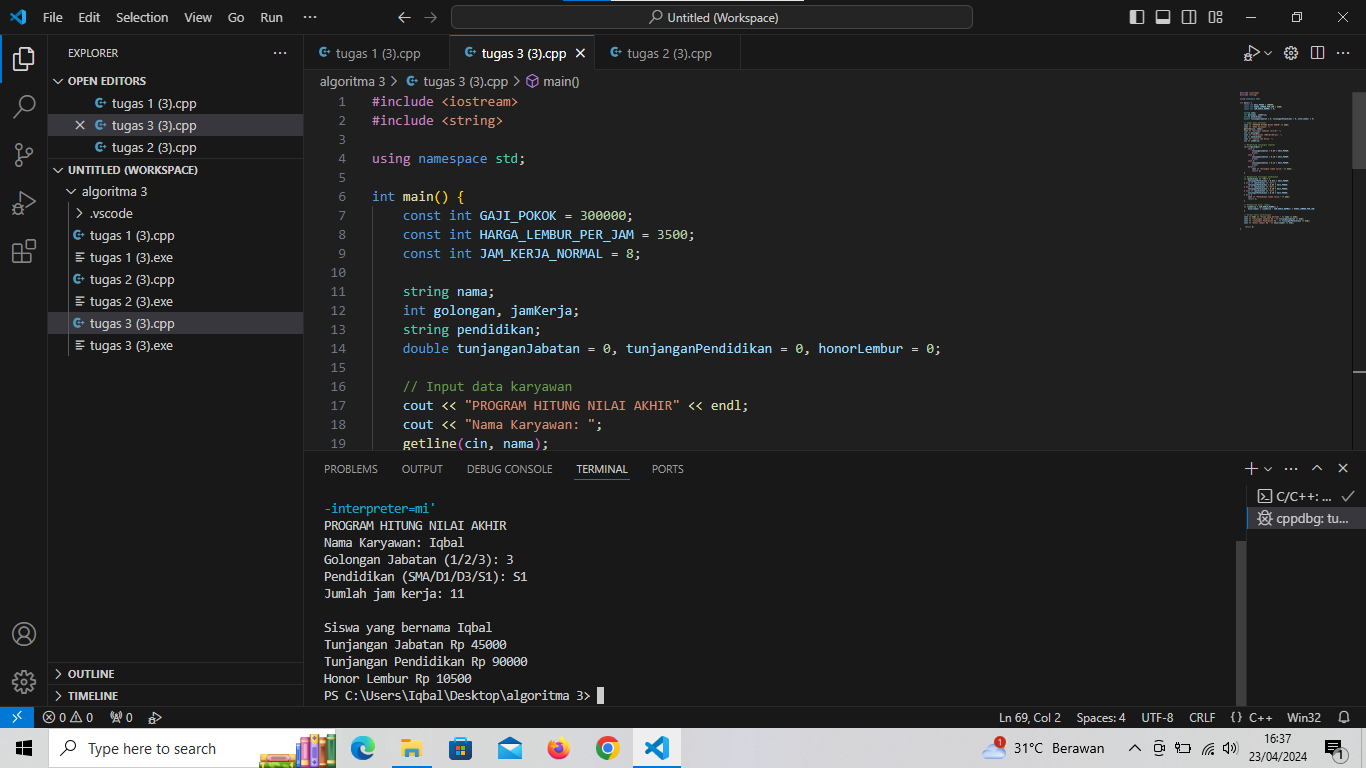 File Edit Selection View Go Run ···
Untitled (Workspace)
EXPLORER ···
OPEN EDITORS
tugas 1 (3).cpp
tugas 3 (3).cpp
tugas 2 (3).cpp
UNTITLED (WORKSPACE)
algoritma 3
.vscode
tugas 1 (3).cpp
tugas 1 (3).exe
tugas 2 (3).cpp
tugas 2 (3).exe
tugas 3 (3).cpp
tugas 3 (3).exe
OUTLINE
TIMELINE
tugas 1 (3).cpp tugas 3 (3).cpp tugas 2 (3).cpp
algoritma 3 > tugas 3 (3).cpp > main()
1 #include <iostream>
2 #include <string>
3
4 using namespace std;
5
6 int main() {
7 const int GAJI_POKOK = 300000;
8 const int HARGA_LEMBUR_PER_JAM = 3500;
9 const int JAM_KERJA_NORMAL = 8;
10
11 string nama;
12 int golongan, jamKerja;
13 string pendidikan;
14 double tunjanganJabatan = 0, tunjanganPendidikan = 0, honorLembur = 0;
15
16 // Input data karyawan
17 cout << "PROGRAM HITUNG NILAI AKHIR" << endl;
18 cout << "Nama Karyawan: ";
19 getline(cin, nama);
PROBLEMS OUTPUT DEBUG CONSOLE TERMINAL PORTS
-interpreter=mi'
PROGRAM HITUNG NILAI AKHIR
Nama Karyawan: Iqbal
Golongan Jabatan (1/2/3): 3
Pendidikan (SMA/D1/D3/S1): S1
Jumlah jam kerja: 11
Siswa yang bernama Iqbal
Tunjangan Jabatan Rp 45000
Tunjangan Pendidikan Rp 90000
Honor Lembur Rp 10500
PS C:\Users\Iqbal\Desktop\algoritma 3>
C/C++: ...
cppdbg: tu...
0 0 0 Ln 69, Col 2 Spaces: 4 UTF-8 CRLF {} C++ Win32
Type here to search
1
31°C Berawan
16:37
23/04/2024
1